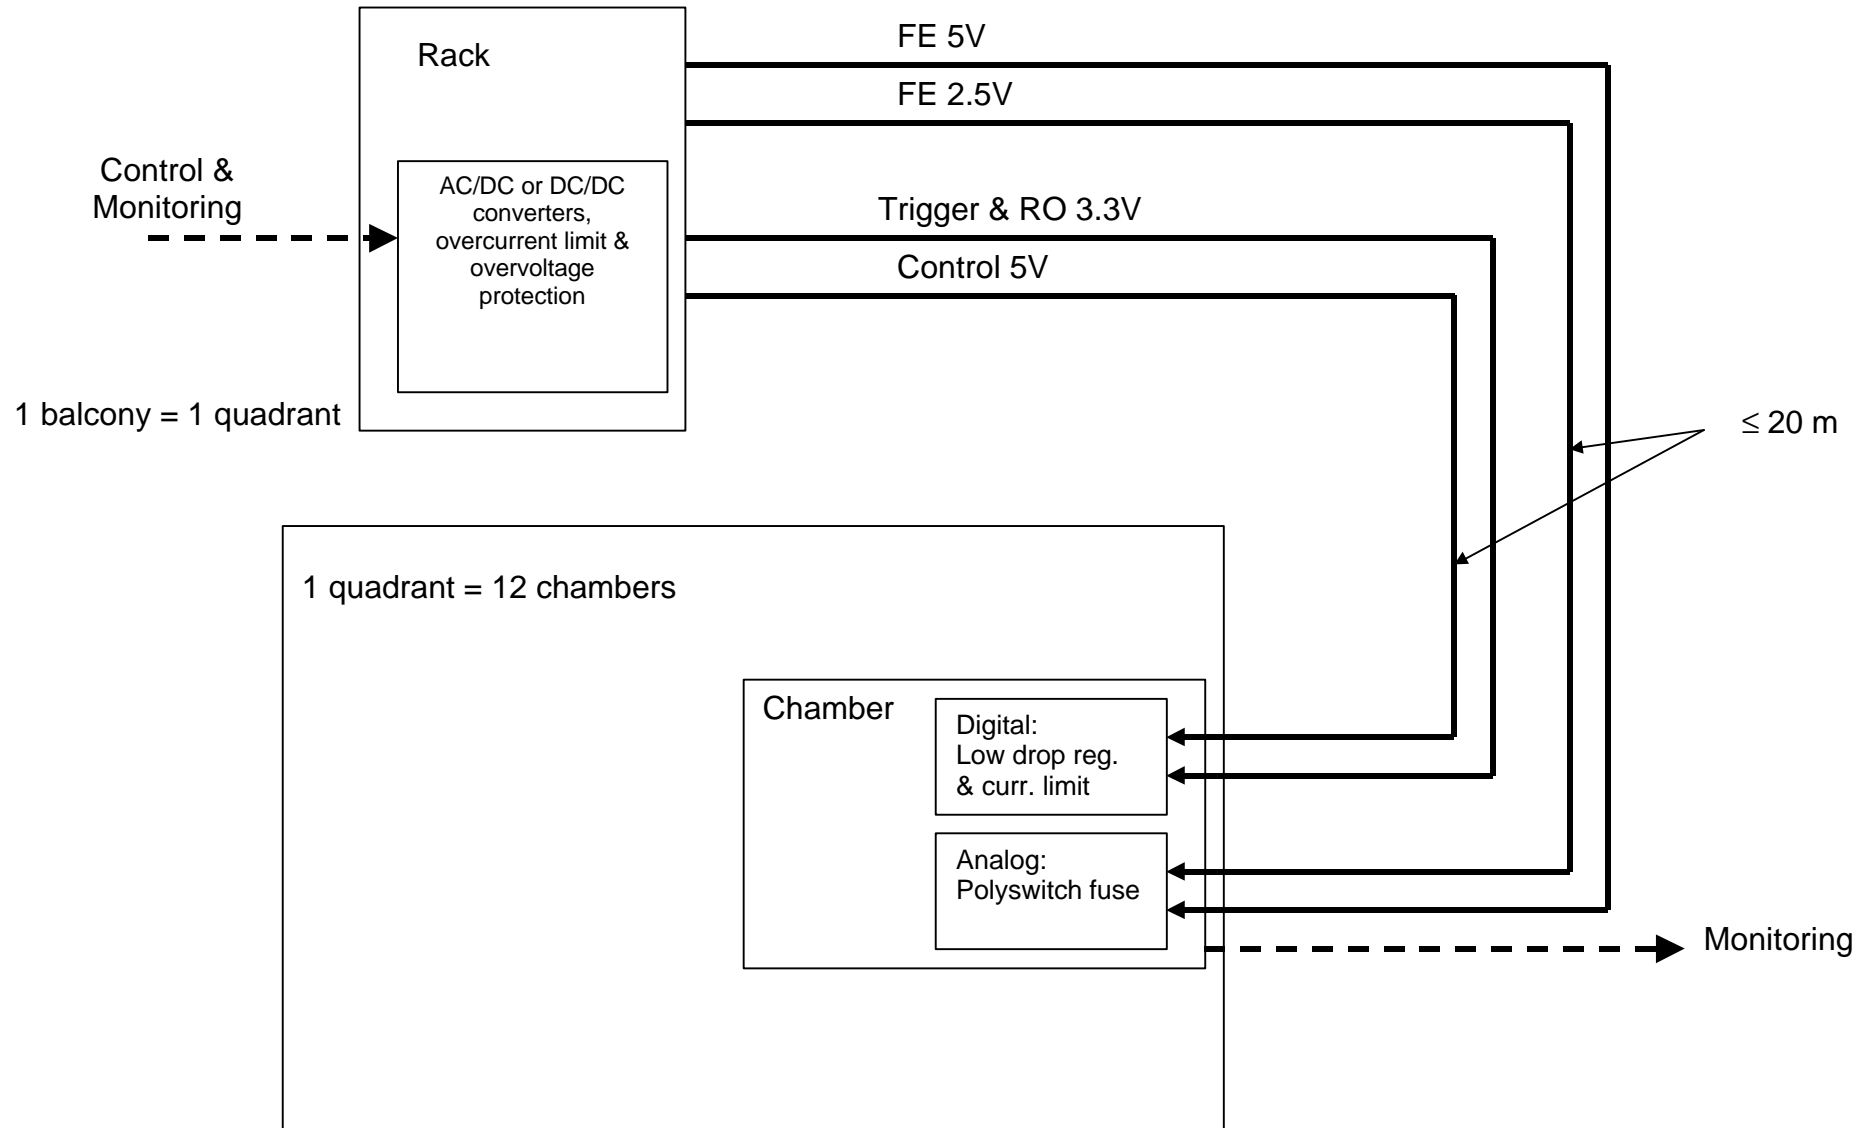 Rack
FE 5V
FE 2.5V
Control &
Monitoring
AC/DC or DC/DC
converters,
overcurrent limit &
overvoltage
protection
Trigger & RO 3.3V
Control 5V
1 balcony = 1 quadrant
≤ 20 m
1 quadrant = 12 chambers
Chamber
Digital:
Low drop reg.
& curr. limit
Analog:
Polyswitch fuse
Monitoring